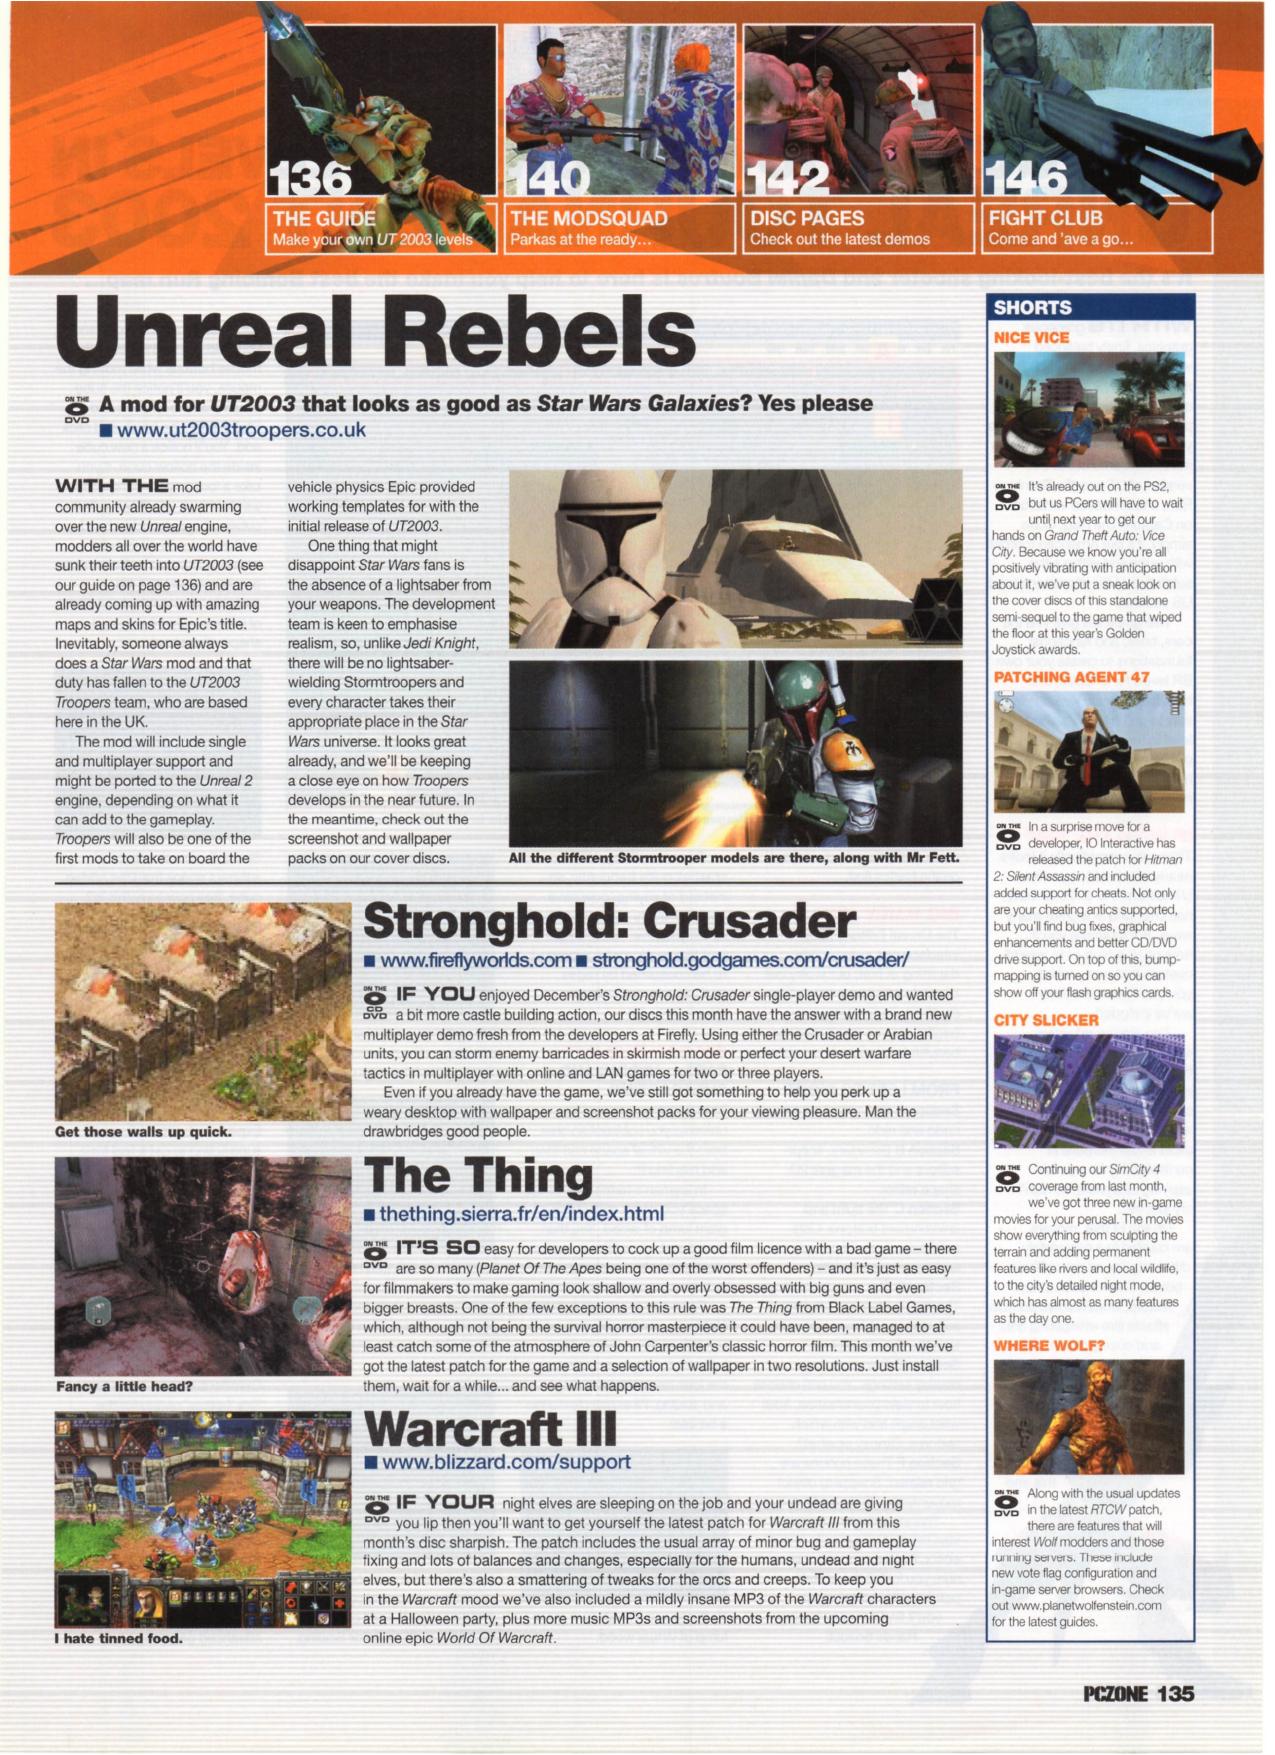 136
THE GUIDE
Make your own UT 2003 levels
140
THE MODSQUAD
Parkas at the ready...
142
DISC PAGES
Check out the latest demos
146
FIGHT CLUB
Come and 'ave a go...
Unreal Rebels
ON THE DVD
A mod for UT2003 that looks as good as Star Wars Galaxies? Yes please
■ www.ut2003troopers.co.uk
WITH THE mod
community already swarming
over the new Unreal engine,
modders all over the world have
sunk their teeth into UT2003 (see
our guide on page 136) and are
already coming up with amazing
maps and skins for Epic's title.
Inevitably, someone always
does a Star Wars mod and that
duty has fallen to the UT2003
Troopers team, who are based
here in the UK.
The mod will include single
and multiplayer support and
might be ported to the Unreal 2
engine, depending on what it
can add to the gameplay.
Troopers will also be one of the
first mods to take on board the
vehicle physics Epic provided
working templates for with the
initial release of UT2003.
One thing that might
disappoint Star Wars fans is
the absence of a lightsaber from
your weapons. The development
team is keen to emphasise
realism, so, unlike Jedi Knight,
there will be no lightsaber-
wielding Stormtroopers and
every character takes their
appropriate place in the Star
Wars universe. It looks great
already, and we'll be keeping
a close eye on how Troopers
develops in the near future. In
the meantime, check out the
screenshot and wallpaper
packs on our cover discs.
All the different Stormtrooper models are there, along with Mr Fett.
Stronghold: Crusader
■ www.fireflyworlds.com ■ stronghold.godgames.com/crusader/
ON THE CD DVD
IF YOU enjoyed December's Stronghold: Crusader single-player demo and wanted
a bit more castle building action, our discs this month have the answer with a brand new
multiplayer demo fresh from the developers at Firefly. Using either the Crusader or Arabian
units, you can storm enemy barricades in skirmish mode or perfect your desert warfare
tactics in multiplayer with online and LAN games for two or three players.
Even if you already have the game, we've still got something to help you perk up a
weary desktop with wallpaper and screenshot packs for your viewing pleasure. Man the
drawbridges good people.
Get those walls up quick.
The Thing
■ thething.sierra.fr/en/index.html
ON THE DVD
IT'S SO easy for developers to cock up a good film licence with a bad game – there
are so many (Planet Of The Apes being one of the worst offenders) – and it's just as easy
for filmmakers to make gaming look shallow and overly obsessed with big guns and even
bigger breasts. One of the few exceptions to this rule was The Thing from Black Label Games,
which, although not being the survival horror masterpiece it could have been, managed to at
least catch some of the atmosphere of John Carpenter's classic horror film. This month we've
got the latest patch for the game and a selection of wallpaper in two resolutions. Just install
them, wait for a while... and see what happens.
Fancy a little head?
Warcraft III
■ www.blizzard.com/support
ON THE DVD
IF YOUR night elves are sleeping on the job and your undead are giving
you lip then you'll want to get yourself the latest patch for Warcraft III from this
month's disc sharpish. The patch includes the usual array of minor bug and gameplay
fixing and lots of balances and changes, especially for the humans, undead and night
elves, but there's also a smattering of tweaks for the orcs and creeps. To keep you
in the Warcraft mood we've also included a mildly insane MP3 of the Warcraft characters
at a Halloween party, plus more music MP3s and screenshots from the upcoming
online epic World Of Warcraft.
I hate tinned food.
SHORTS
NICE VICE
ON THE DVD
It's already out on the PS2,
but us PCers will have to wait
until next year to get our
hands on Grand Theft Auto: Vice
City. Because we know you're all
positively vibrating with anticipation
about it, we've put a sneak look on
the cover discs of this standalone
semi-sequel to the game that wiped
the floor at this year's Golden
Joystick awards.
PATCHING AGENT 47
ON THE DVD
In a surprise move for a
developer, IO Interactive has
released the patch for Hitman
2: Silent Assassin and included
added support for cheats. Not only
are your cheating antics supported,
but you'll find bug fixes, graphical
enhancements and better CD/DVD
drive support. On top of this, bump-
mapping is turned on so you can
show off your flash graphics cards.
CITY SLICKER
ON THE DVD
Continuing our SimCity 4
coverage from last month,
we've got three new in-game
movies for your perusal. The movies
show everything from sculpting the
terrain and adding permanent
features like rivers and local wildlife,
to the city's detailed night mode,
which has almost as many features
as the day one.
WHERE WOLF?
ON THE DVD
Along with the usual updates
in the latest RTCW patch,
there are features that will
interest Wolf modders and those
running servers. These include
new vote flag configuration and
in-game server browsers. Check
out www.planetwolfenstein.com
for the latest guides.
PCZONE 135